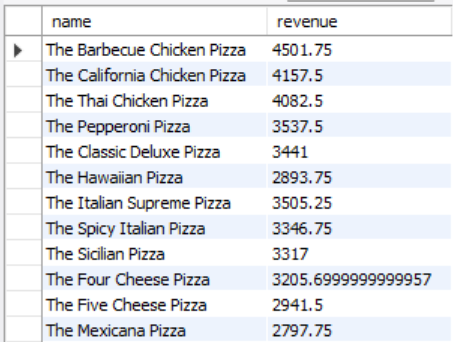 name revenue
The Barbecue Chicken Pizza 4501.75
The California Chicken Pizza 4157.5
The Thai Chicken Pizza 4082.5
The Pepperoni Pizza 3537.5
The Classic Deluxe Pizza 3441
The Hawaiian Pizza 2893.75
The Italian Supreme Pizza 3505.25
The Spicy Italian Pizza 3346.75
The Sicilian Pizza 3317
The Four Cheese Pizza 3205.6999999999957
The Five Cheese Pizza 2941.5
The Mexicana Pizza 2797.75